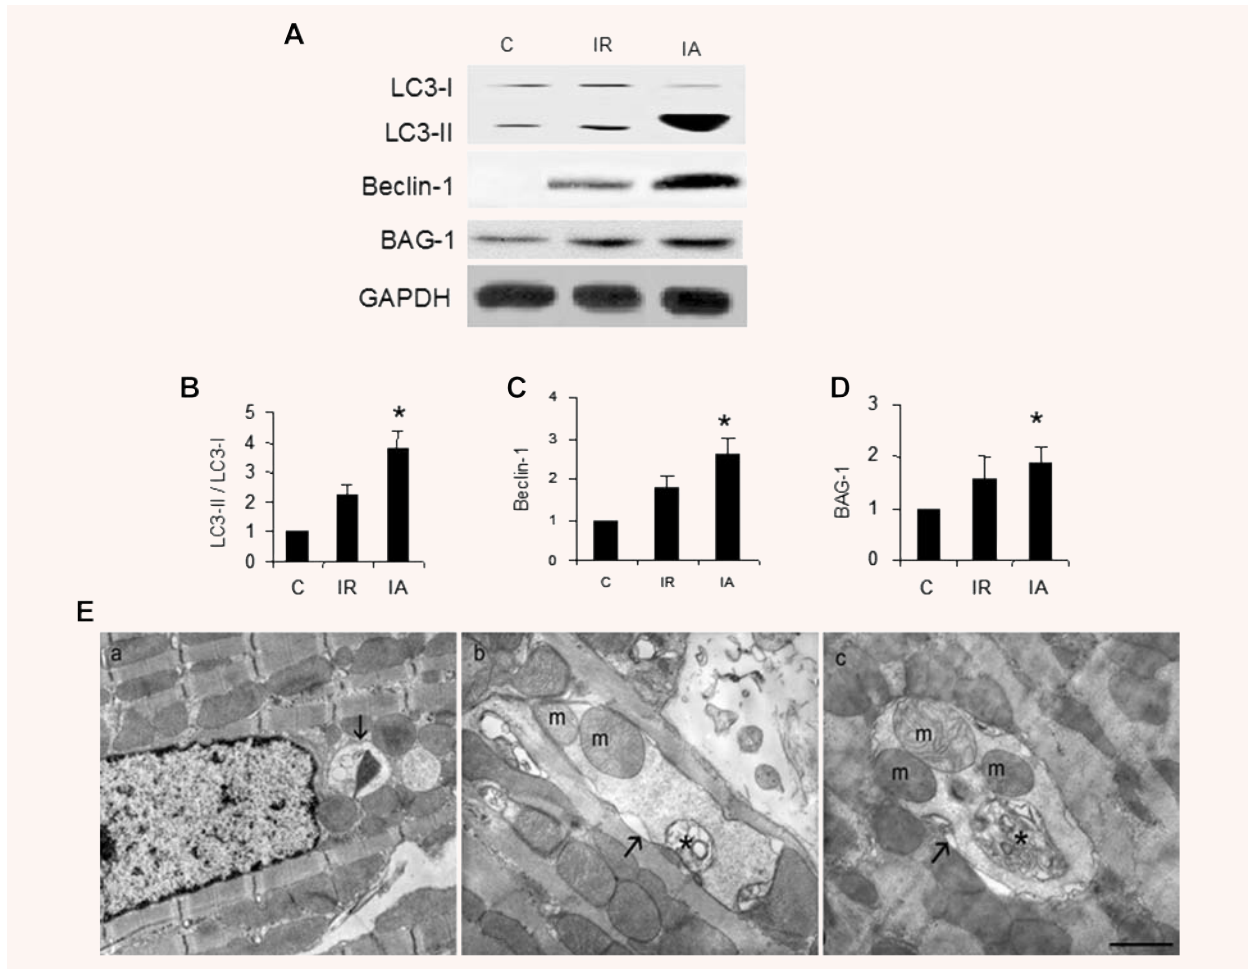 A
C IR IA
LC3-I
LC3-II
Beclin-1
BAG-1
GAPDH
B
LC3-II / LC3-I
5
4
3
2
1
0
*
C IR IA
C
Beclin-1
4
3
2
1
0
*
C IR IA
D
BAG-1
3
2
1
0
*
C IR IA
E
a
b
m
m
*
c
m
m m
*